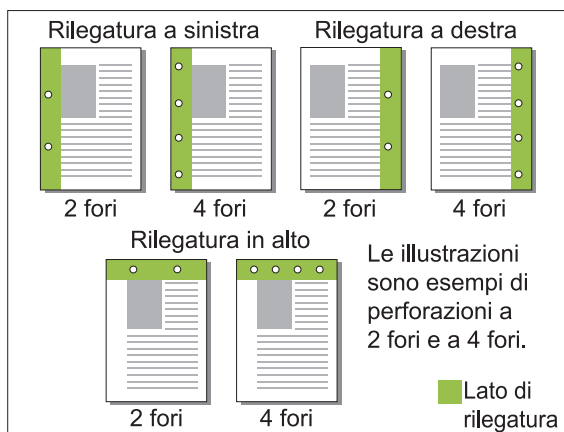 Rilegatura a sinistra
Rilegatura a destra
2 fori
4 fori
2 fori
4 fori
Rilegatura in alto
Le illustrazioni
sono esempi di
perforazioni a
2 fori e a 4 fori.
2 fori
4 fori
Lato di
rilegatura